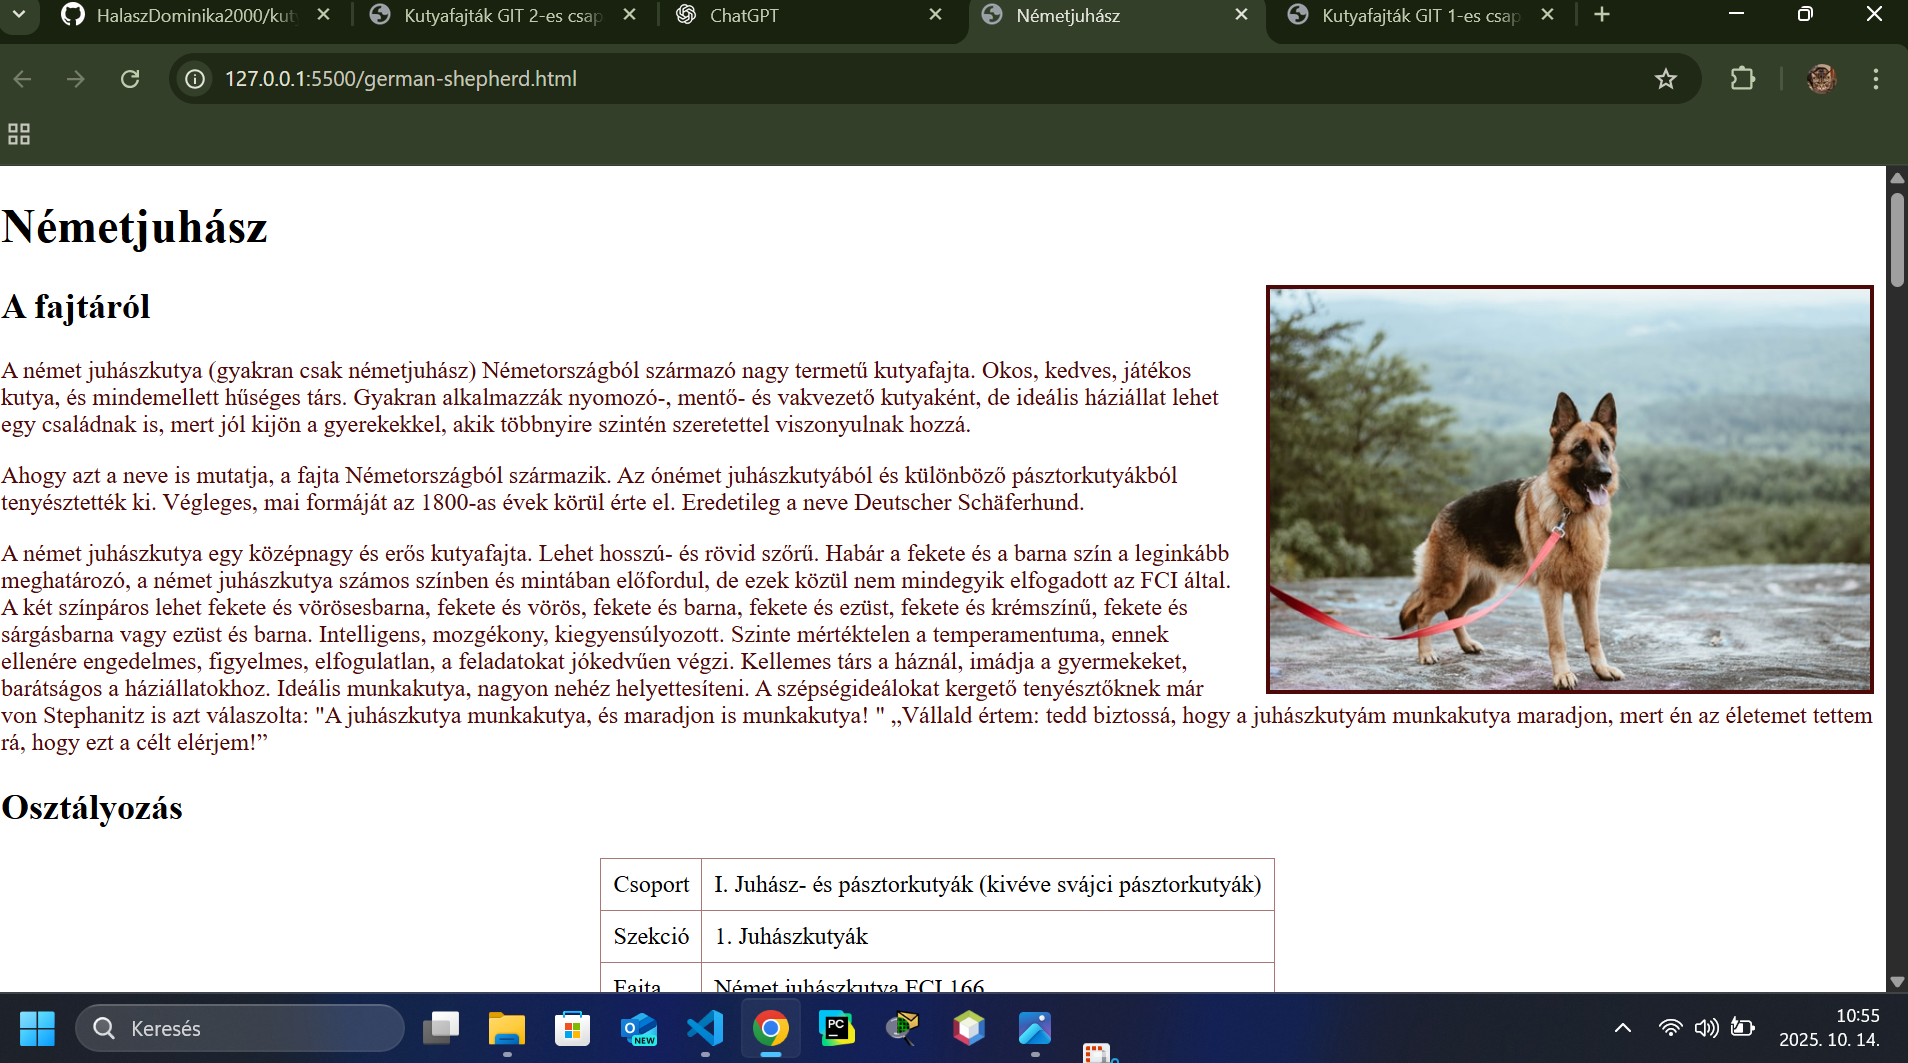 HalaszDominika2000/kut
Kutyafajták GIT 2-es csap
ChatGPT
Németjuhász
Kutyafajták GIT 1-es csap
127.0.0.1:5500/german-shepherd.html
Németjuhász
A fajtáról
A német juhászkutya (gyakran csak németjuhász) Németországból származó nagy termetű kutyafajta. Okos, kedves, játékos
kutya, és mindemellett hűséges társ. Gyakran alkalmazzák nyomozó-, mentő- és vakvezető kutyaként, de ideális háziállat lehet
egy családnak is, mert jól kijön a gyerekekkel, akik többnyire szintén szeretettel viszonyulnak hozzá.
Ahogy azt a neve is mutatja, a fajta Németországból származik. Az ónémet juhászkutyából és különböző pásztorkutyákból
tenyésztették ki. Végleges, mai formáját az 1800-as évek körül érte el. Eredetileg a neve Deutscher Schäferhund.
A német juhászkutya egy középnagy és erős kutyafajta. Lehet hosszú- és rövid szőrű. Habár a fekete és a barna szín a leginkább
meghatározó, a német juhászkutya számos színben és mintában előfordul, de ezek közül nem mindegyik elfogadott az FCI által.
A két színpáros lehet fekete és vörösesbarna, fekete és vörös, fekete és barna, fekete és ezüst, fekete és krémszínű, fekete és
sárgásbarna vagy ezüst és barna. Intelligens, mozgékony, kiegyensúlyozott. Szinte mértéktelen a temperamentuma, ennek
ellenére engedelmes, figyelmes, elfogulatlan, a feladatokat jókedvűen végzi. Kellemes társ a háznál, imádja a gyermekeket,
barátságos a háziállatokhoz. Ideális munkakutya, nagyon nehéz helyettesíteni. A szépségideálokat kergető tenyésztőknek már
von Stephanitz is azt válaszolta: "A juhászkutya munkakutya, és maradjon is munkakutya! " „Vállald értem: tedd biztossá, hogy a juhászkutyám munkakutya maradjon, mert én az életemet tettem
rá, hogy ezt a célt elérjem!”
Osztályozás
Csoport I. Juhász- és pásztorkutyák (kivéve svájci pásztorkutyák)
Szekció 1. Juhászkutyák
Fajta Német juhászkutya FCI 166
Keresés
NEW
PC
10:55
2025. 10. 14.